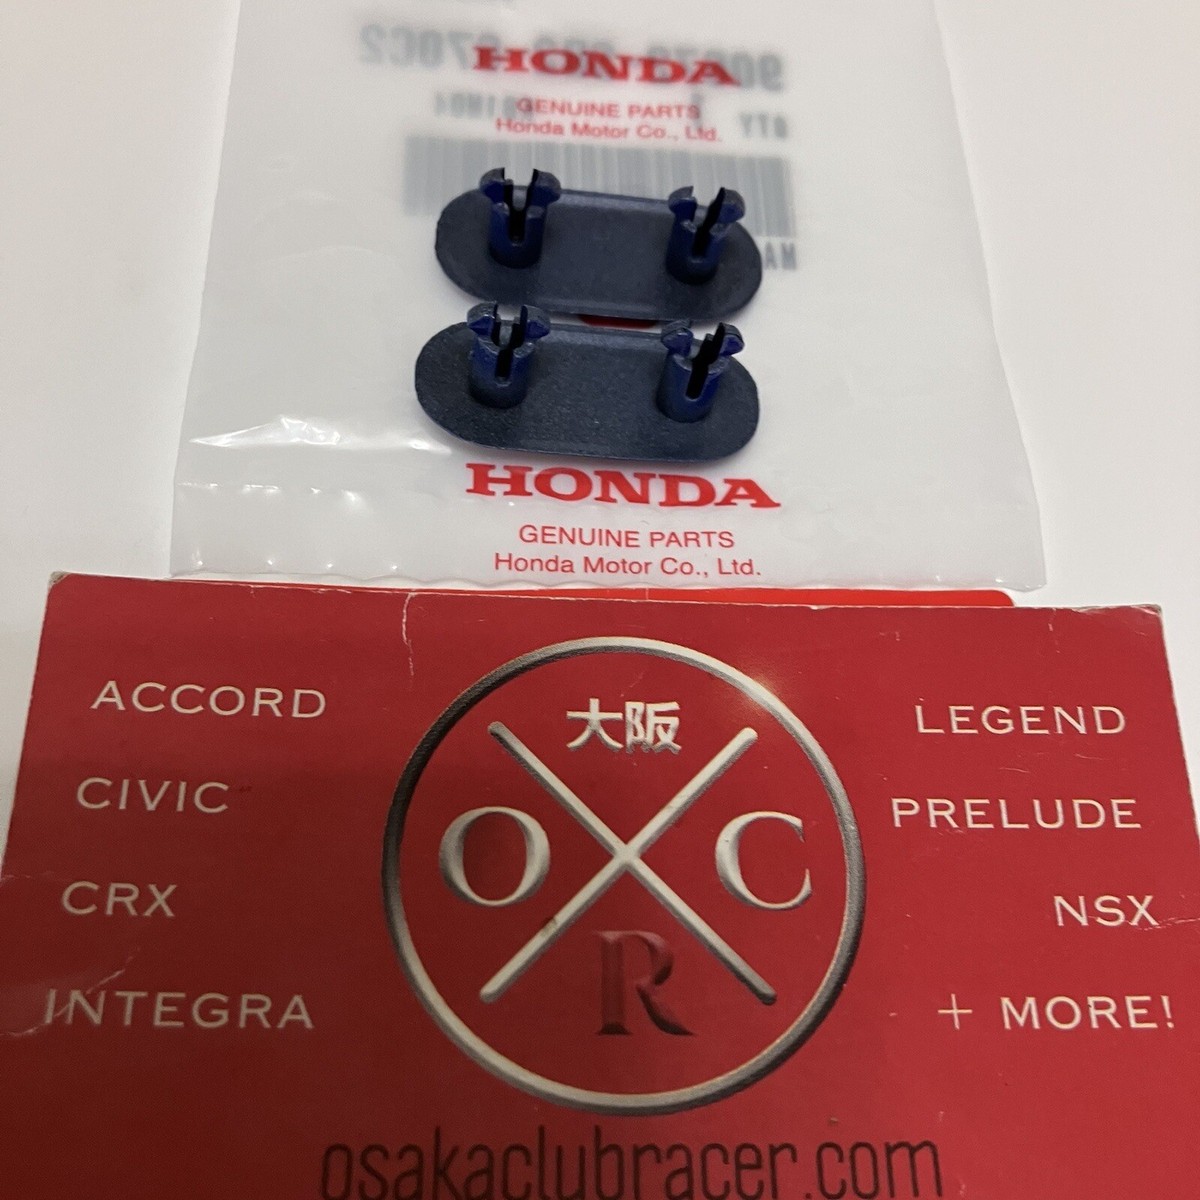 HONDA
GENUINE PARTS
Honda Motor Co., Ltd.
HONDA
GENUINE PARTS
Honda Motor Co., Ltd.
ACCORD
CIVIC
CRX
INTEGRA
大阪
O C
R
LEGEND
PRELUDE
NSX
+ MORE!
osakaclubracer.com